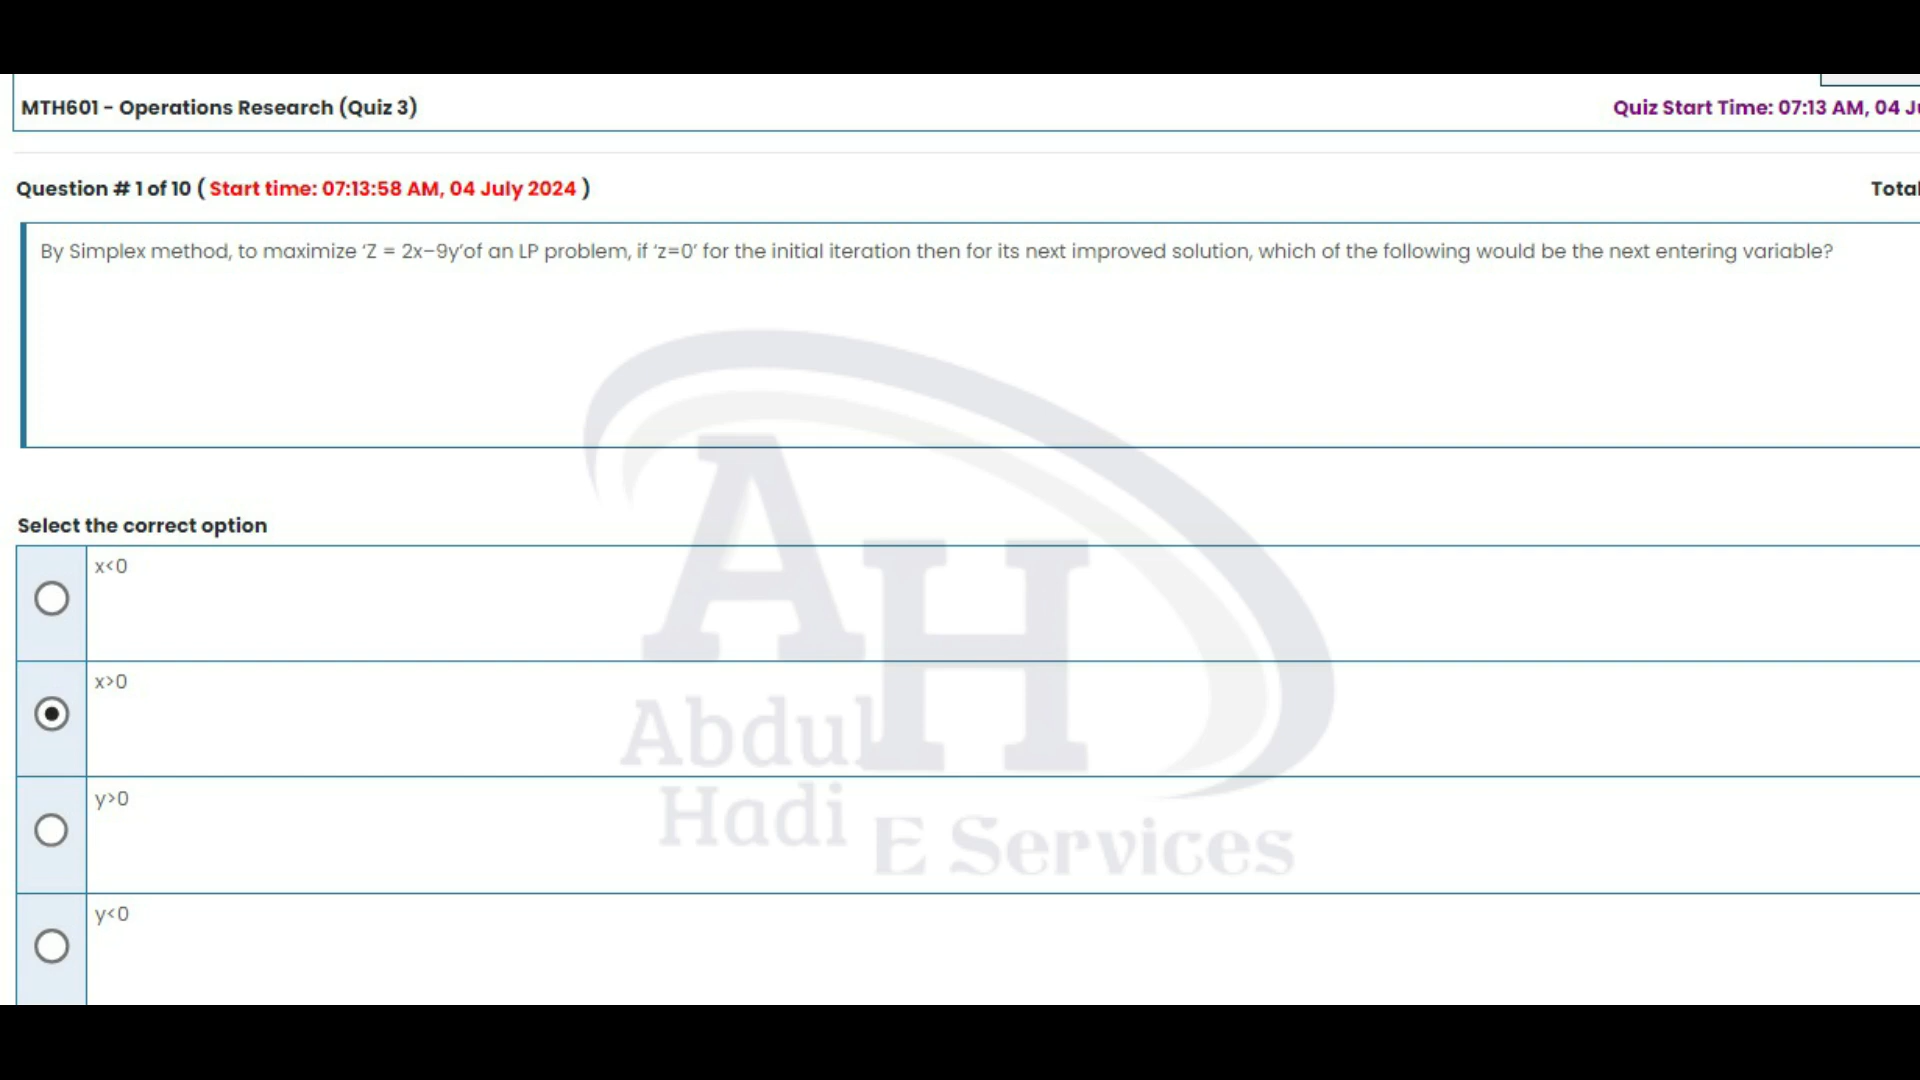 MTH601 - Operations Research (Quiz 3)
Quiz Start Time: 07:13 AM, 04 J
Question # 1 of 10 ( Start time: 07:13:58 AM, 04 July 2024 )
Total
By Simplex method, to maximize ‘Z = 2x–9y’of an LP problem, if ‘z=0’ for the initial iteration then for its next improved solution, which of the following would be the next entering variable?
Select the correct option
x<0
x>0
y>0
y<0
AH
Abdul
Hadi
E Services